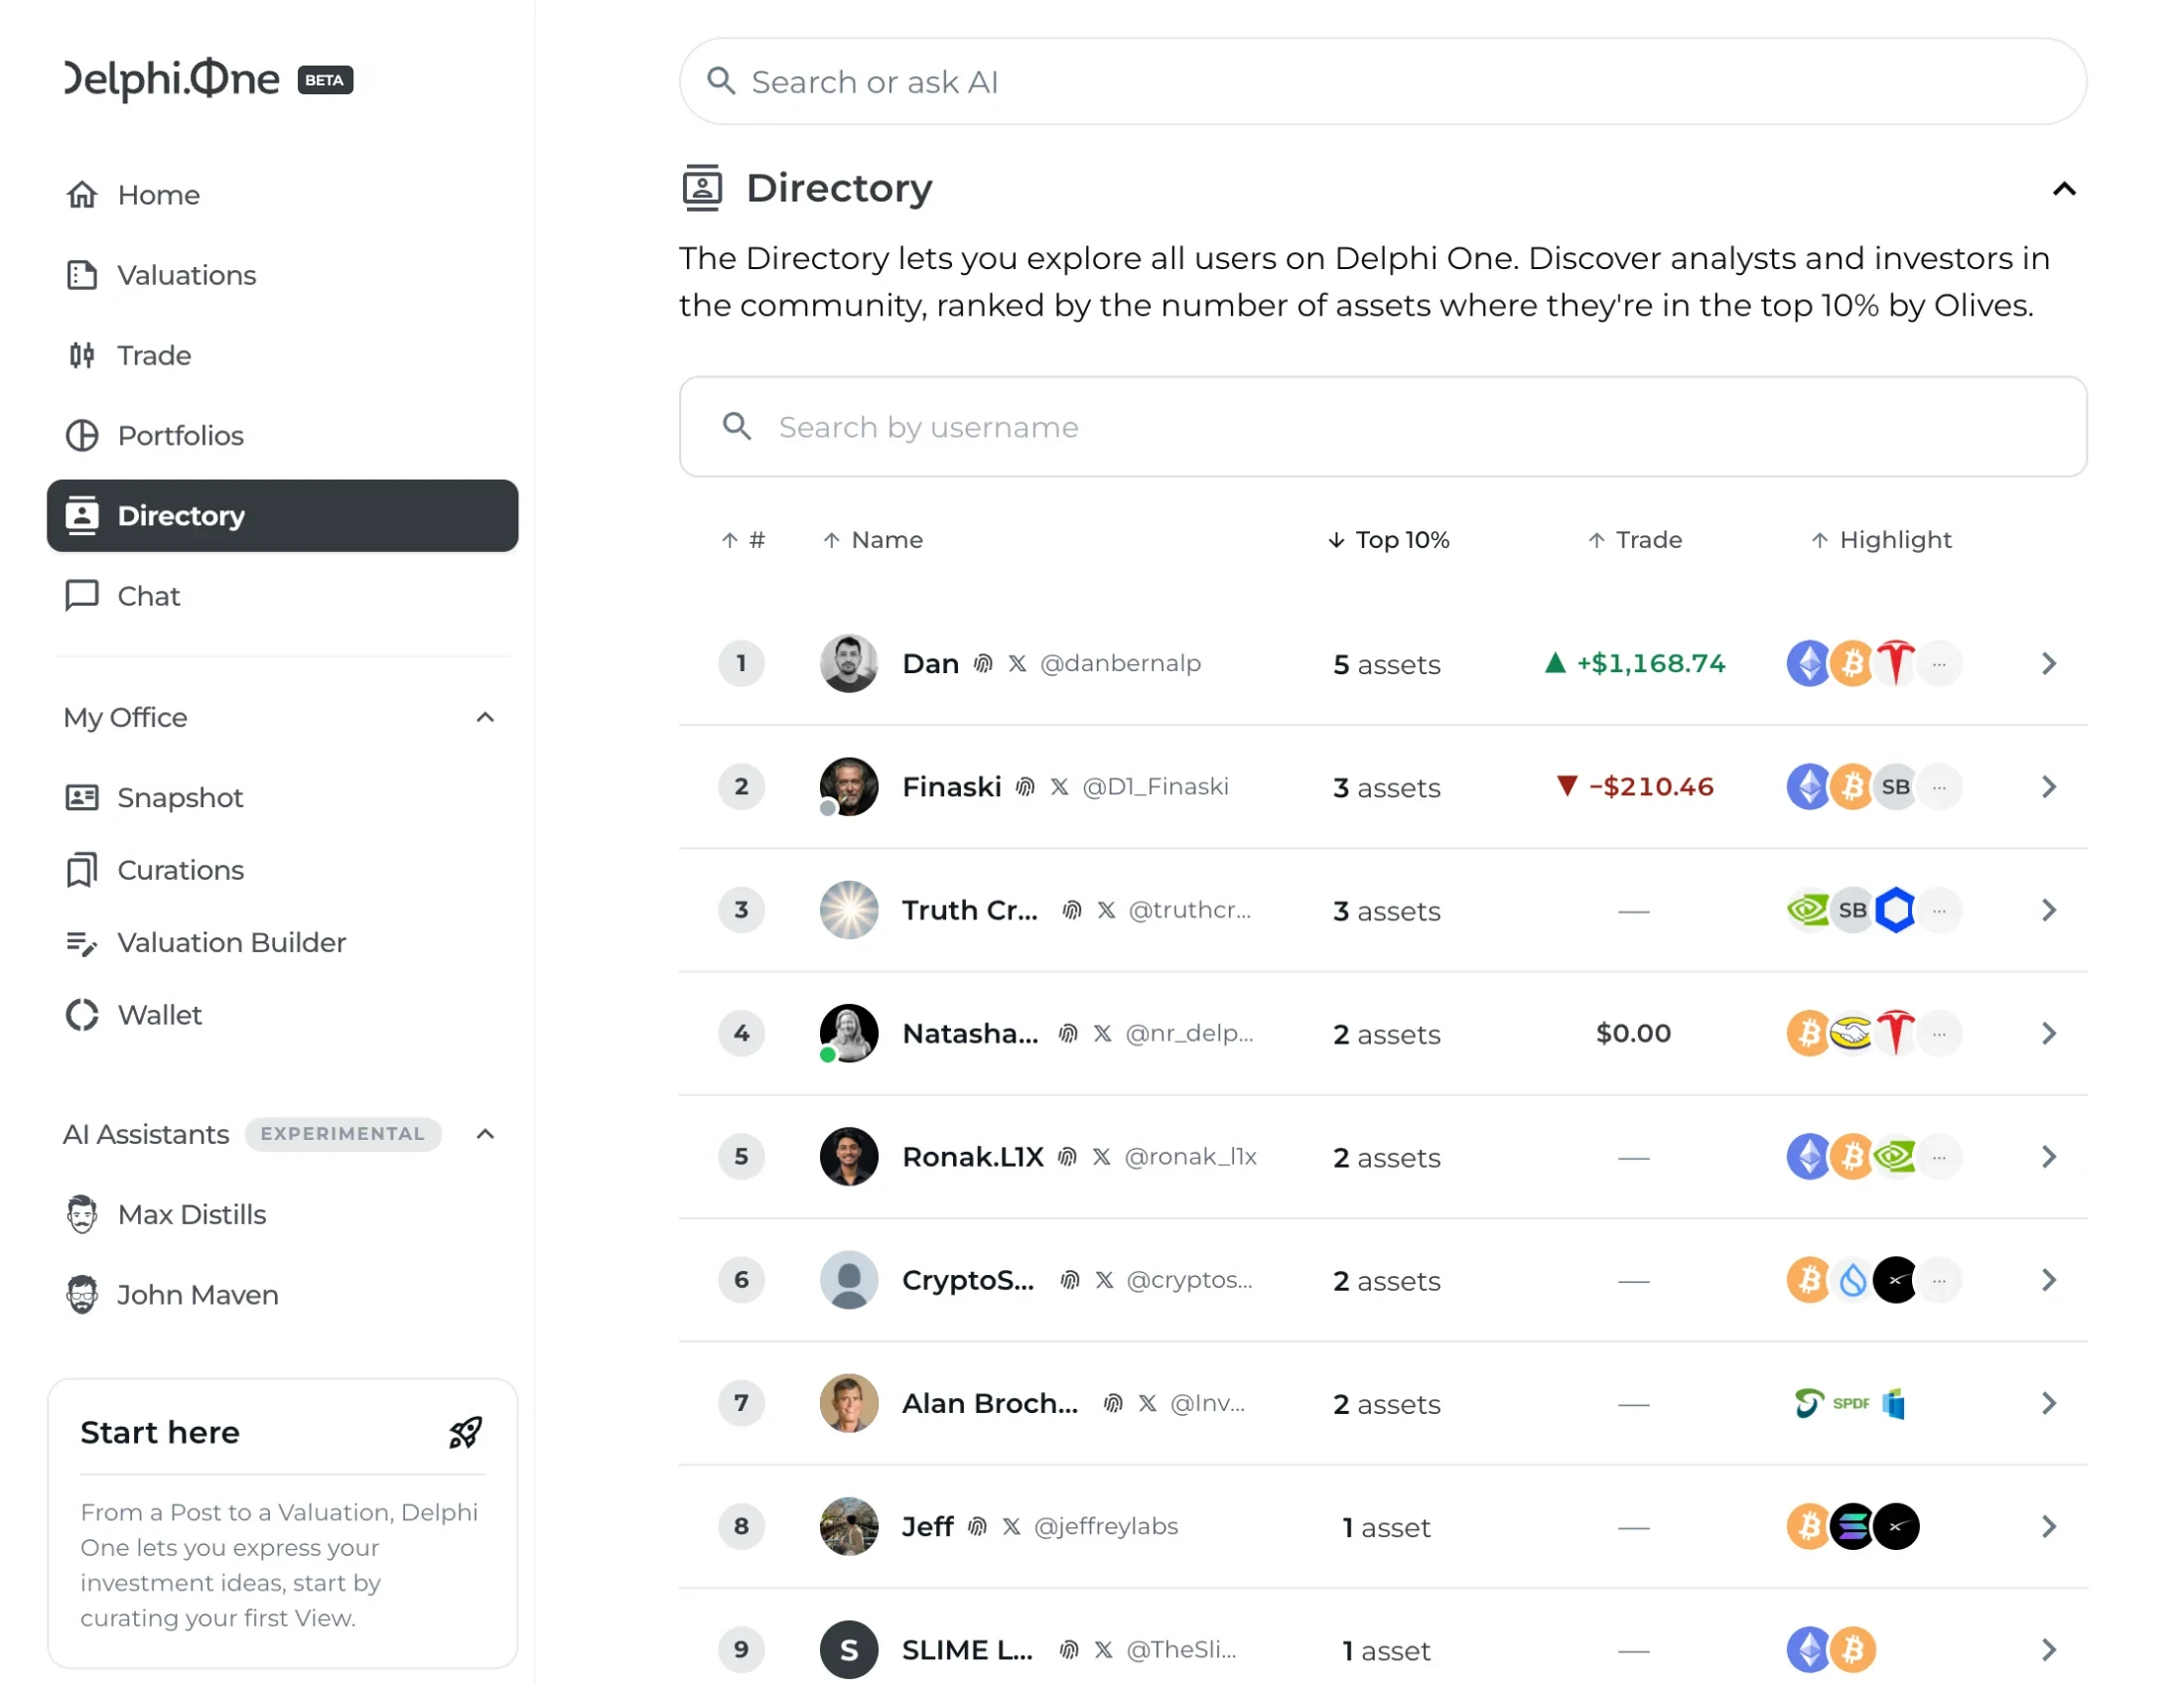 Delphi.One BETA
Home
Valuations
Trade
Portfolios
Directory
Chat
My Office
Snapshot
Curations
Valuation Builder
Wallet
AI Assistants EXPERIMENTAL
Max Distills
John Maven
Start here
From a Post to a Valuation, Delphi
One lets you express your
investment ideas, start by
curating your first View.
Search or ask AI
Directory
The Directory lets you explore all users on Delphi One. Discover analysts and investors in
the community, ranked by the number of assets where they're in the top 10% by Olives.
Search by username
↑ # ↑ Name ↓ Top 10% ↑ Trade ↑ Highlight
1 Dan @danbernalp 5 assets ▲ +$1,168.74 ...
2 Finaski @D1_Finaski 3 assets ▼ −$210.46 SB ...
3 Truth Cr... @truthcr... 3 assets — SB ...
4 Natasha... @nr_delp... 2 assets $0.00 ...
5 Ronak.L1X @ronak_l1x 2 assets — ...
6 CryptoS... @cryptos... 2 assets — ...
7 Alan Broch... @Inv... 2 assets — SPDR
8 Jeff @jeffreylabs 1 asset —
9 S SLIME L... @TheSli... 1 asset —